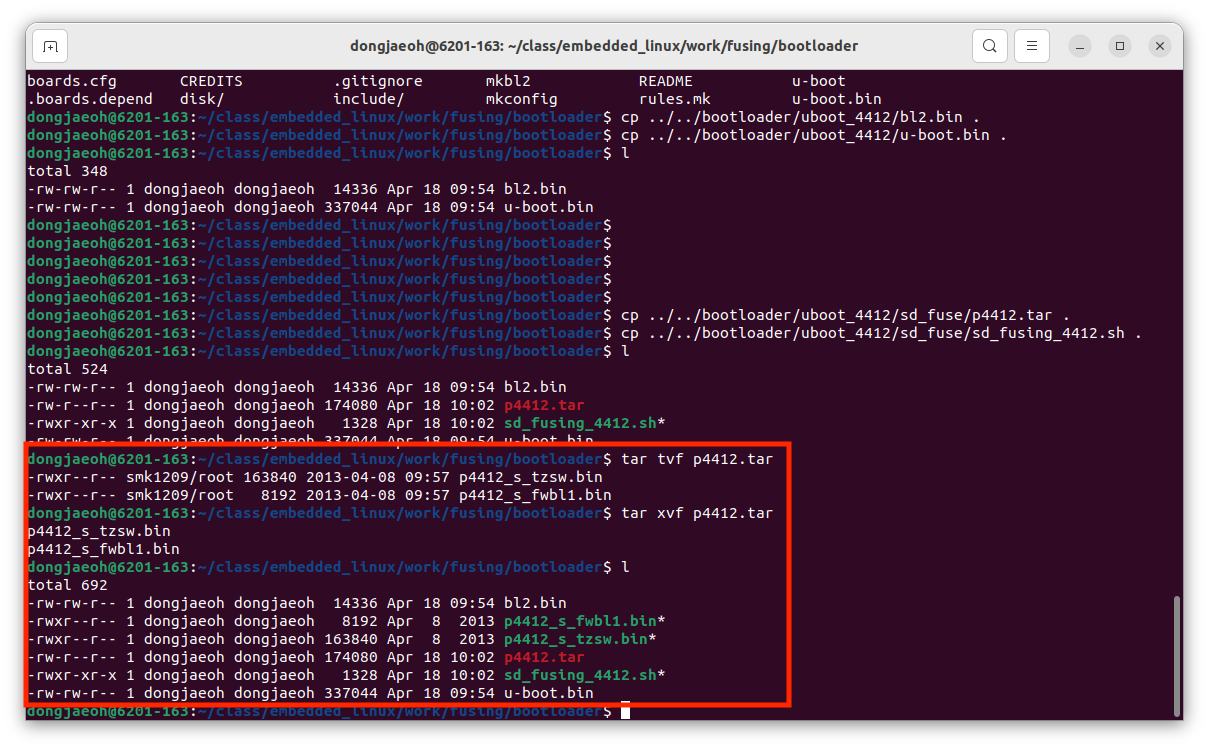 dongjaeoh@6201-163: ~/class/embedded_linux/work/fusing/bootloader
boards.cfg       CREDITS          .gitignore       mkbl2            README           u-boot
.boards.depend   disk/            include/         mkconfig         rules.mk         u-boot.bin
dongjaeoh@6201-163:~/class/embedded_linux/work/fusing/bootloader$ cp ../../bootloader/uboot_4412/bl2.bin .
dongjaeoh@6201-163:~/class/embedded_linux/work/fusing/bootloader$ cp ../../bootloader/uboot_4412/u-boot.bin .
dongjaeoh@6201-163:~/class/embedded_linux/work/fusing/bootloader$ l
total 348
-rw-rw-r-- 1 dongjaeoh dongjaeoh  14336 Apr 18 09:54 bl2.bin
-rw-rw-r-- 1 dongjaeoh dongjaeoh 337044 Apr 18 09:54 u-boot.bin
dongjaeoh@6201-163:~/class/embedded_linux/work/fusing/bootloader$
dongjaeoh@6201-163:~/class/embedded_linux/work/fusing/bootloader$
dongjaeoh@6201-163:~/class/embedded_linux/work/fusing/bootloader$
dongjaeoh@6201-163:~/class/embedded_linux/work/fusing/bootloader$
dongjaeoh@6201-163:~/class/embedded_linux/work/fusing/bootloader$
dongjaeoh@6201-163:~/class/embedded_linux/work/fusing/bootloader$ cp ../../bootloader/uboot_4412/sd_fuse/p4412.tar .
dongjaeoh@6201-163:~/class/embedded_linux/work/fusing/bootloader$ cp ../../bootloader/uboot_4412/sd_fuse/sd_fusing_4412.sh .
dongjaeoh@6201-163:~/class/embedded_linux/work/fusing/bootloader$ l
total 524
-rw-rw-r-- 1 dongjaeoh dongjaeoh  14336 Apr 18 09:54 bl2.bin
-rw-r--r-- 1 dongjaeoh dongjaeoh 174080 Apr 18 10:02 p4412.tar
-rwxr-xr-x 1 dongjaeoh dongjaeoh   1328 Apr 18 10:02 sd_fusing_4412.sh*
-rw-rw-r-- 1 dongjaeoh dongjaeoh 337044 Apr 18 09:54 u-boot.bin
dongjaeoh@6201-163:~/class/embedded_linux/work/fusing/bootloader$ tar tvf p4412.tar
-rwxr--r-- smk1209/root 163840 2013-04-08 09:57 p4412_s_tzsw.bin
-rwxr--r-- smk1209/root   8192 2013-04-08 09:57 p4412_s_fwbl1.bin
dongjaeoh@6201-163:~/class/embedded_linux/work/fusing/bootloader$ tar xvf p4412.tar
p4412_s_tzsw.bin
p4412_s_fwbl1.bin
dongjaeoh@6201-163:~/class/embedded_linux/work/fusing/bootloader$ l
total 692
-rw-rw-r-- 1 dongjaeoh dongjaeoh  14336 Apr 18 09:54 bl2.bin
-rwxr--r-- 1 dongjaeoh dongjaeoh   8192 Apr  8  2013 p4412_s_fwbl1.bin*
-rwxr--r-- 1 dongjaeoh dongjaeoh 163840 Apr  8  2013 p4412_s_tzsw.bin*
-rw-r--r-- 1 dongjaeoh dongjaeoh 174080 Apr 18 10:02 p4412.tar
-rwxr-xr-x 1 dongjaeoh dongjaeoh   1328 Apr 18 10:02 sd_fusing_4412.sh*
-rw-rw-r-- 1 dongjaeoh dongjaeoh 337044 Apr 18 09:54 u-boot.bin
dongjaeoh@6201-163:~/class/embedded_linux/work/fusing/bootloader$